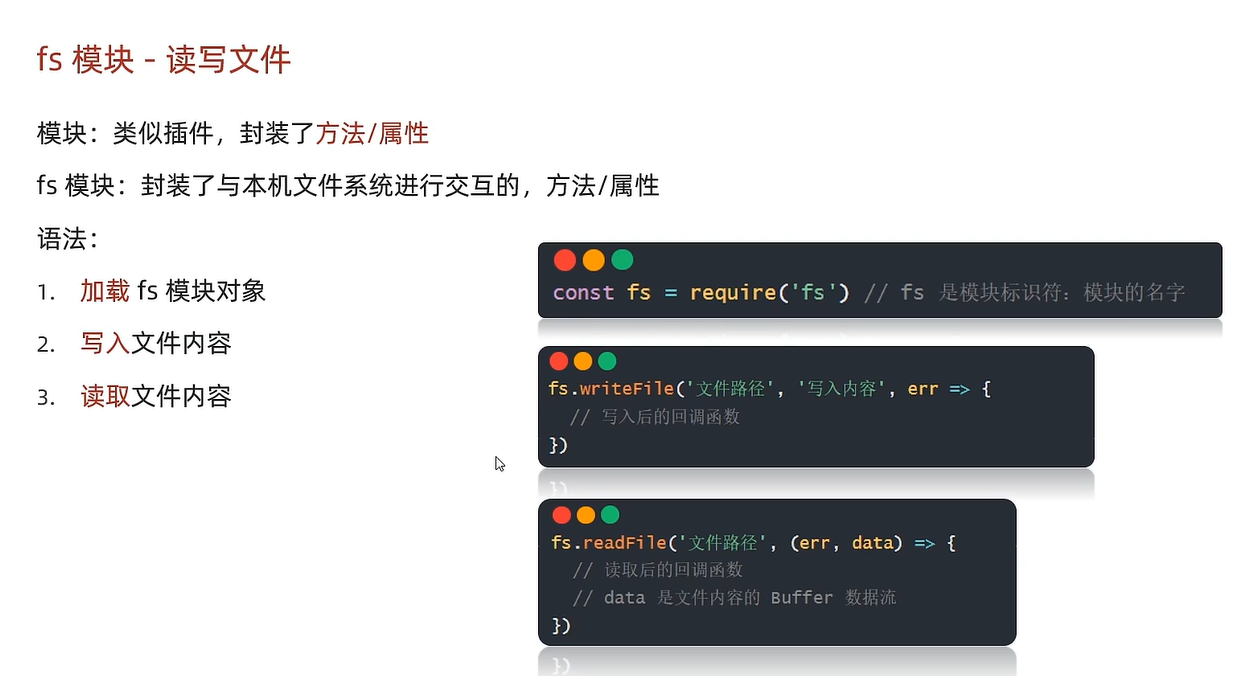 fs 模块 - 读写文件
模块：类似插件，封装了方法/属性
fs 模块：封装了与本机文件系统进行交互的，方法/属性
语法：
1. 加载 fs 模块对象
2. 写入文件内容
3. 读取文件内容
const fs = require('fs') // fs 是模块标识符：模块的名字
fs.writeFile('文件路径', '写入内容', err => {
// 写入后的回调函数
})
fs.readFile('文件路径', (err, data) => {
// 读取后的回调函数
// data 是文件内容的 Buffer 数据流
})